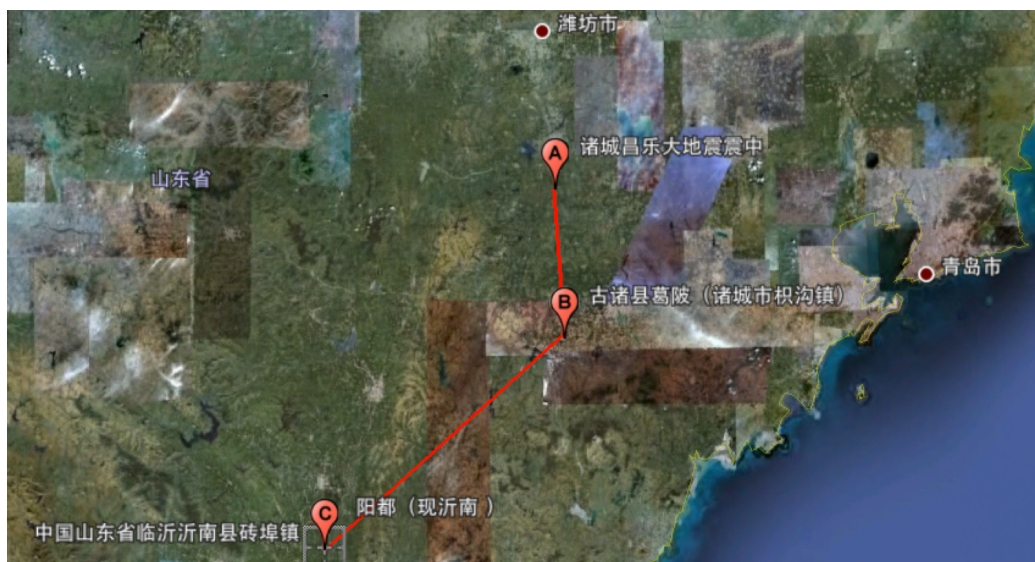 潍坊市
A
诸城昌乐大地震震中
山东省
青岛市
B
古诸县葛陂（诸城市枳沟镇）
C
阳都（现沂南 ）
中国山东省临沂沂南县砖埠镇